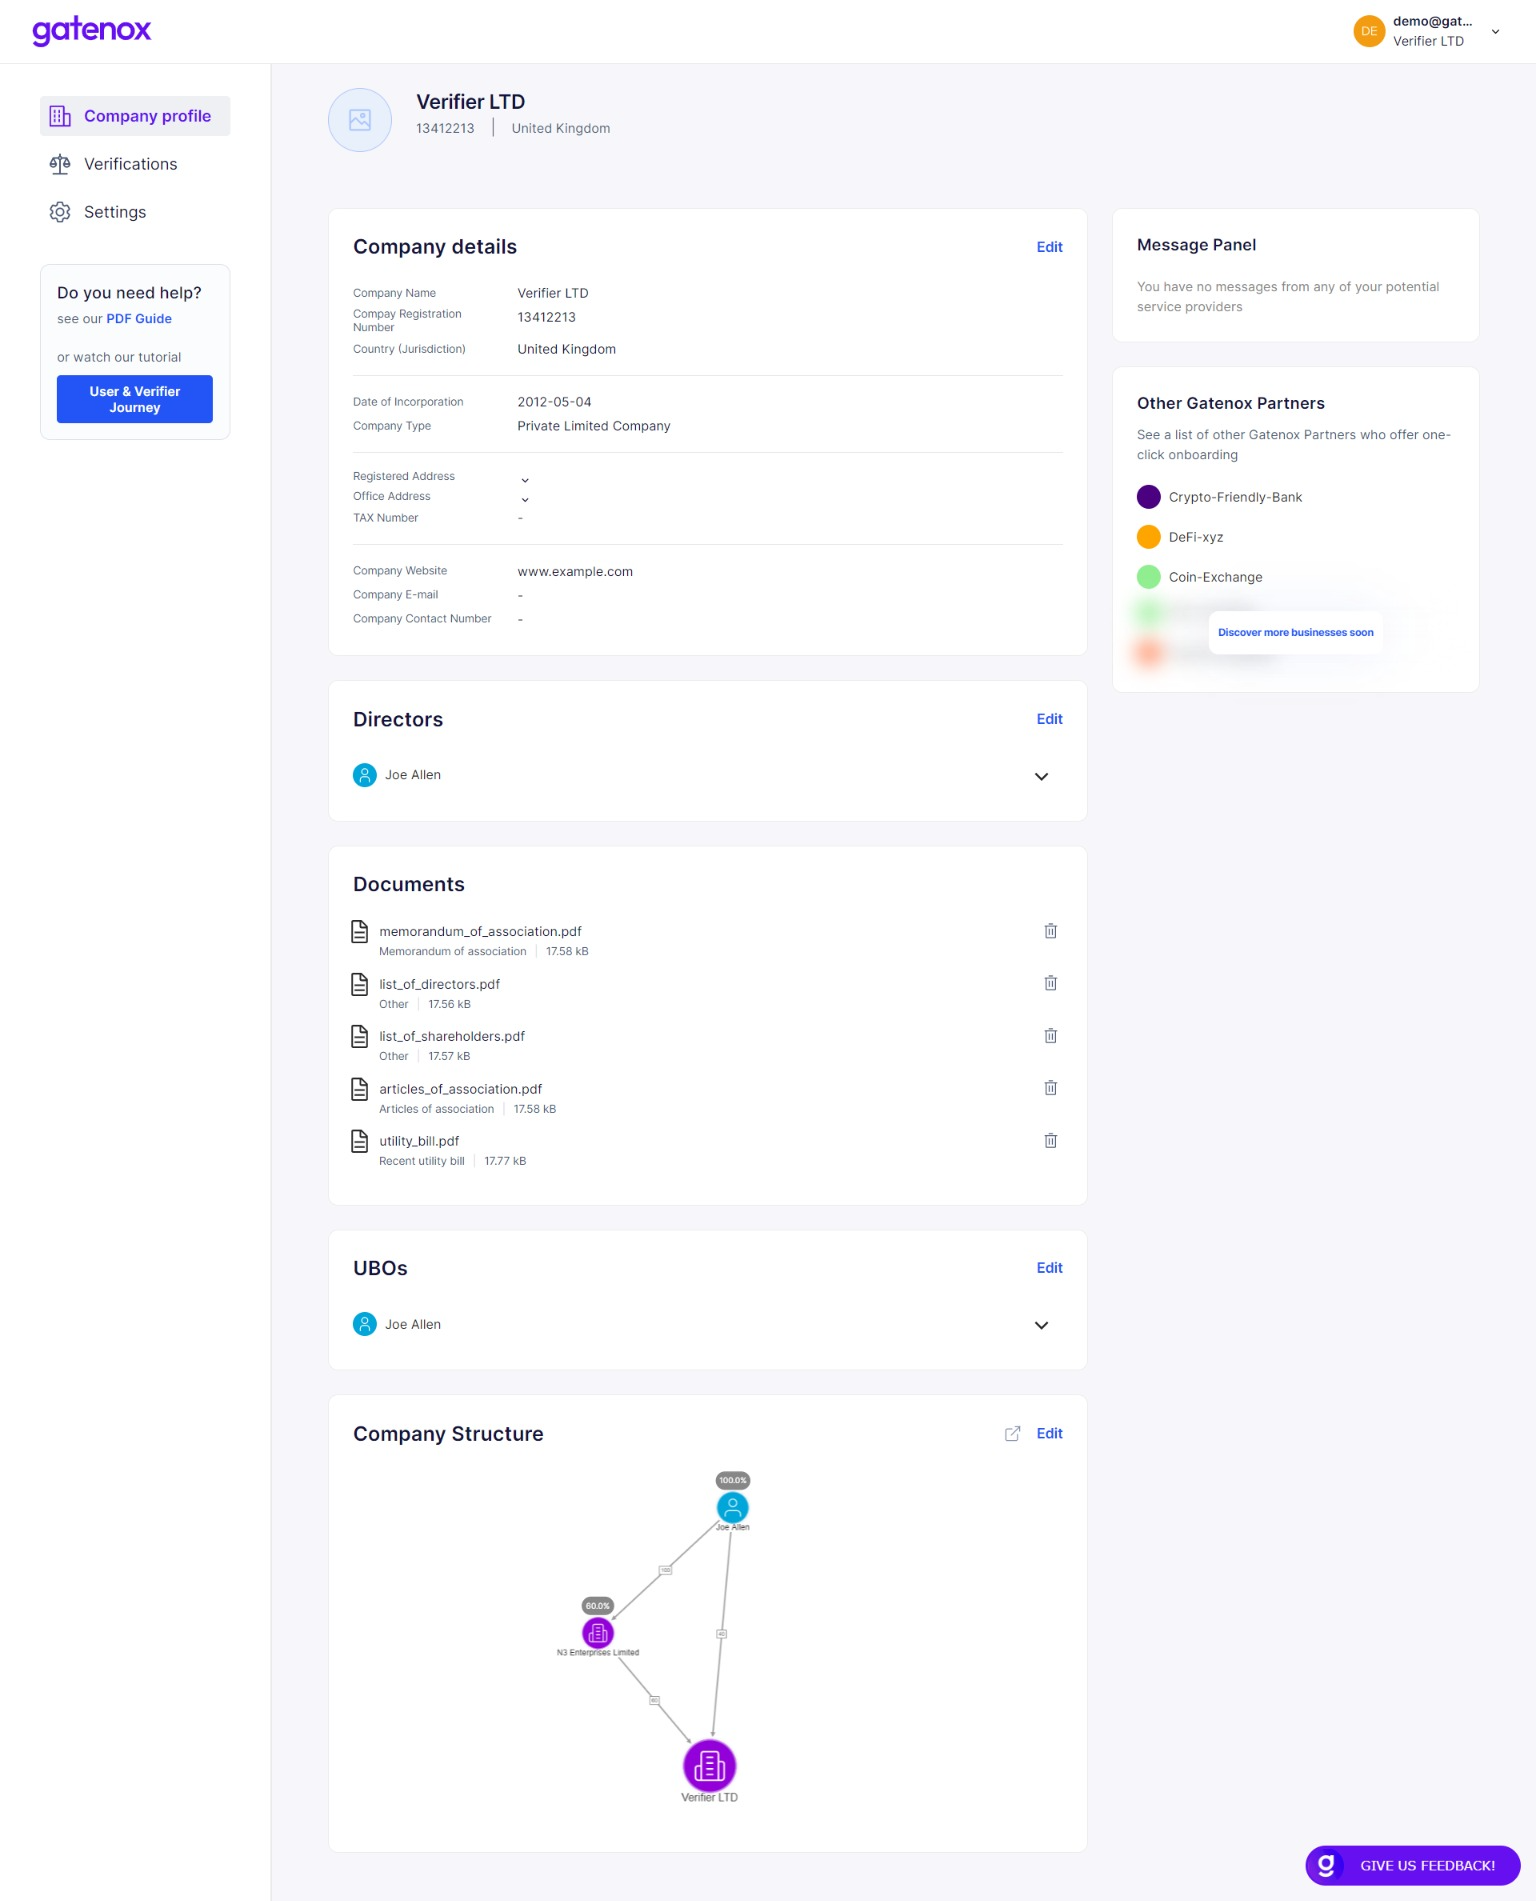 gatenox
DE
demo@gat...
Verifier LTD
Company profile
Verifications
Settings
Do you need help?
see our PDF Guide
or watch our tutorial
User & Verifier
Journey
Verifier LTD
13412213 | United Kingdom
Company details
Edit
Company Name
Verifier LTD
Compay Registration
Number
13412213
Country (Jurisdiction)
United Kingdom
Date of Incorporation
2012-05-04
Company Type
Private Limited Company
Registered Address
Office Address
TAX Number
-
Company Website
www.example.com
Company E-mail
-
Company Contact Number
-
Directors
Edit
Joe Allen
Documents
memorandum_of_association.pdf
Memorandum of association | 17.58 kB
list_of_directors.pdf
Other | 17.56 kB
list_of_shareholders.pdf
Other | 17.57 kB
articles_of_association.pdf
Articles of association | 17.58 kB
utility_bill.pdf
Recent utility bill | 17.77 kB
UBOs
Edit
Joe Allen
Company Structure
Edit
100.0%
Joe Allen
100
60.0%
N3 Enterprises Limited
40
60
Verifier LTD
Message Panel
You have no messages from any of your potential
service providers
Other Gatenox Partners
See a list of other Gatenox Partners who offer one-
click onboarding
Crypto-Friendly-Bank
DeFi-xyz
Coin-Exchange
Discover more businesses soon
g
GIVE US FEEDBACK!